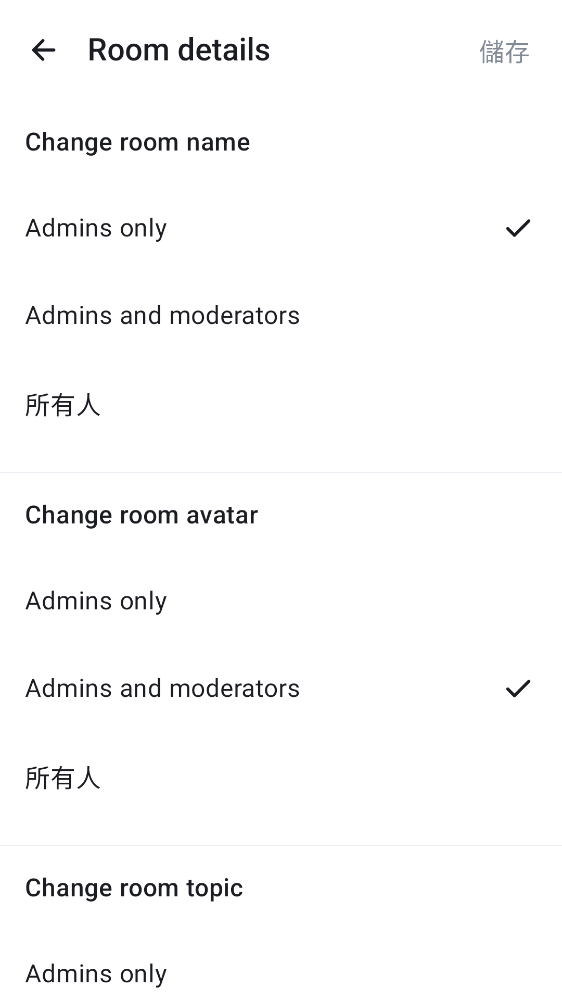 Room details
儲存
Change room name
Admins only
Admins and moderators
所有人
Change room avatar
Admins only
Admins and moderators
所有人
Change room topic
Admins only